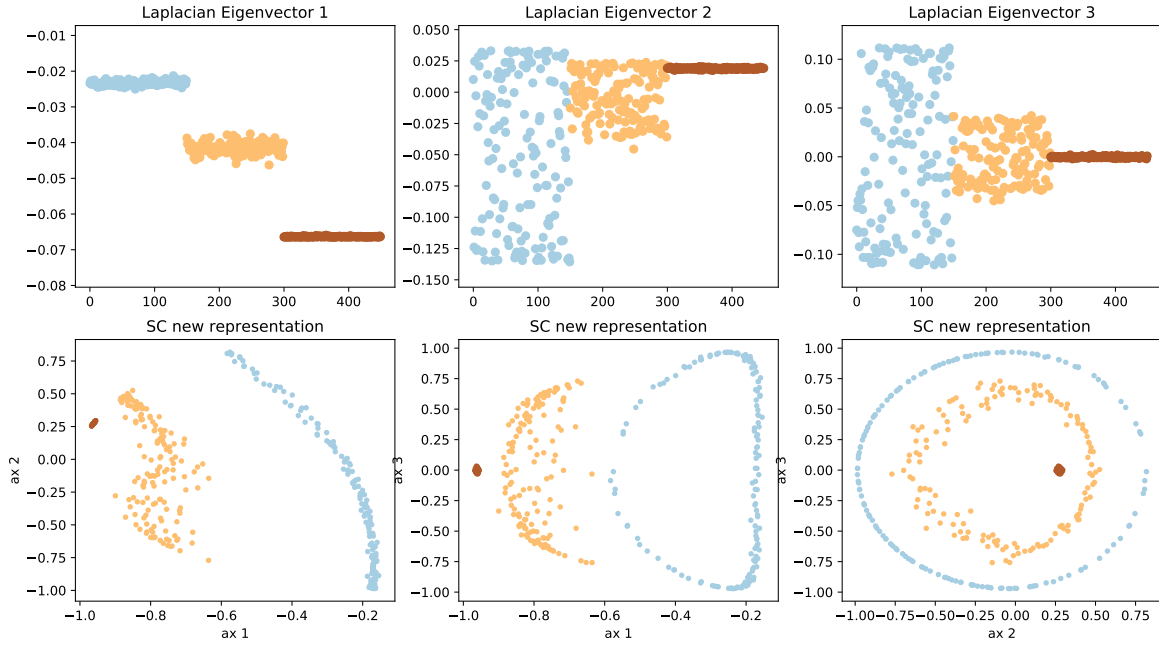 Laplacian Eigenvector 1
−0.01
−0.02
−0.03
−0.04
−0.05
−0.06
−0.07
−0.08
0 100 200 300 400
Laplacian Eigenvector 2
0.050
0.025
0.000
−0.025
−0.050
−0.075
−0.100
−0.125
−0.150
0 100 200 300 400
Laplacian Eigenvector 3
0.10
0.05
0.00
−0.05
−0.10
0 100 200 300 400
SC new representation
ax 2
0.75
0.50
0.25
0.00
−0.25
−0.50
−0.75
−1.00
−1.0 −0.8 −0.6 −0.4 −0.2
ax 1
SC new representation
ax 3
1.00
0.75
0.50
0.25
0.00
−0.25
−0.50
−0.75
−1.00
−1.0 −0.8 −0.6 −0.4 −0.2
ax 1
SC new representation
ax 3
1.00
0.75
0.50
0.25
0.00
−0.25
−0.50
−0.75
−1.00
−1.00 −0.75 −0.50 −0.25 0.00 0.25 0.50 0.75
ax 2